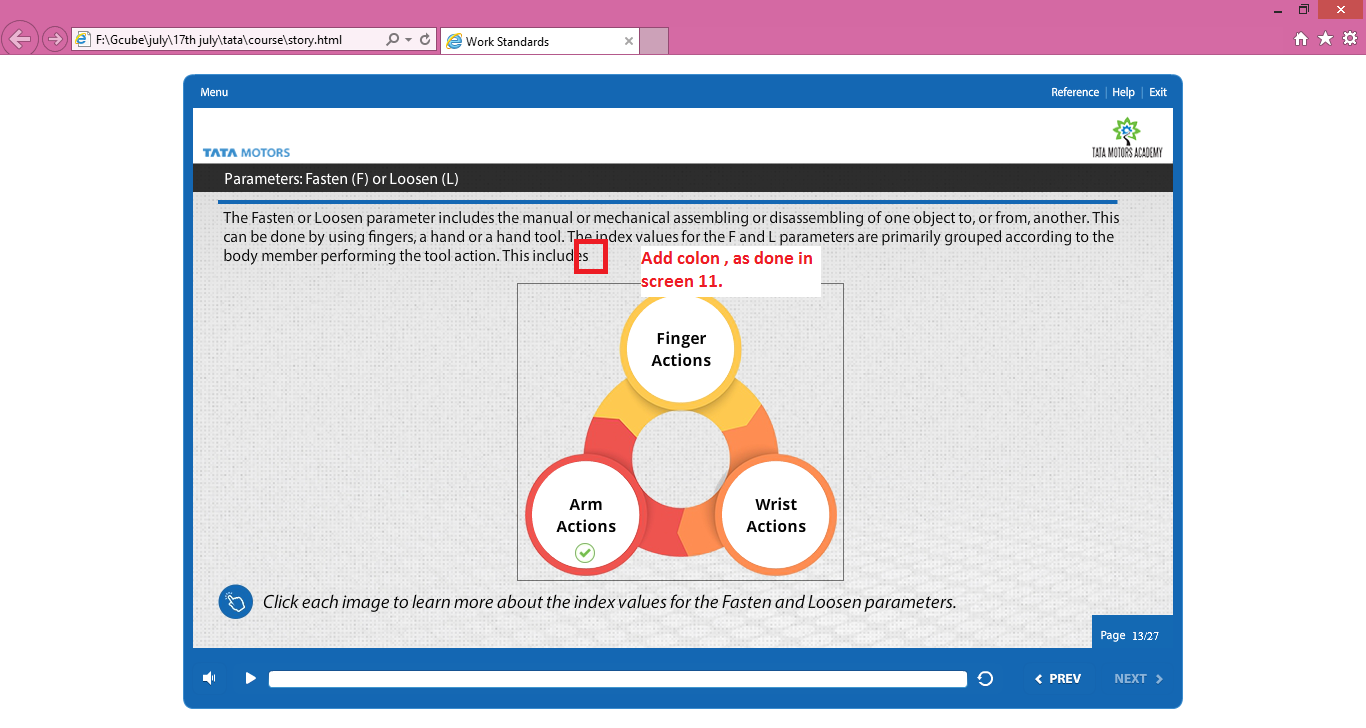 F:\Gcube\july\17th july\tata\course\story.html
Work Standards
Menu
Reference | Help | Exit
TATA MOTORS
TATA MOTORS ACADEMY
Parameters: Fasten (F) or Loosen (L)
The Fasten or Loosen parameter includes the manual or mechanical assembling or disassembling of one object to, or from, another. This
can be done by using fingers, a hand or a hand tool. The index values for the F and L parameters are primarily grouped according to the
body member performing the tool action. This includes
Add colon , as done in
screen 11.
Finger
Actions
Arm
Actions
Wrist
Actions
Click each image to learn more about the index values for the Fasten and Loosen parameters.
Page 13/27
PREV
NEXT